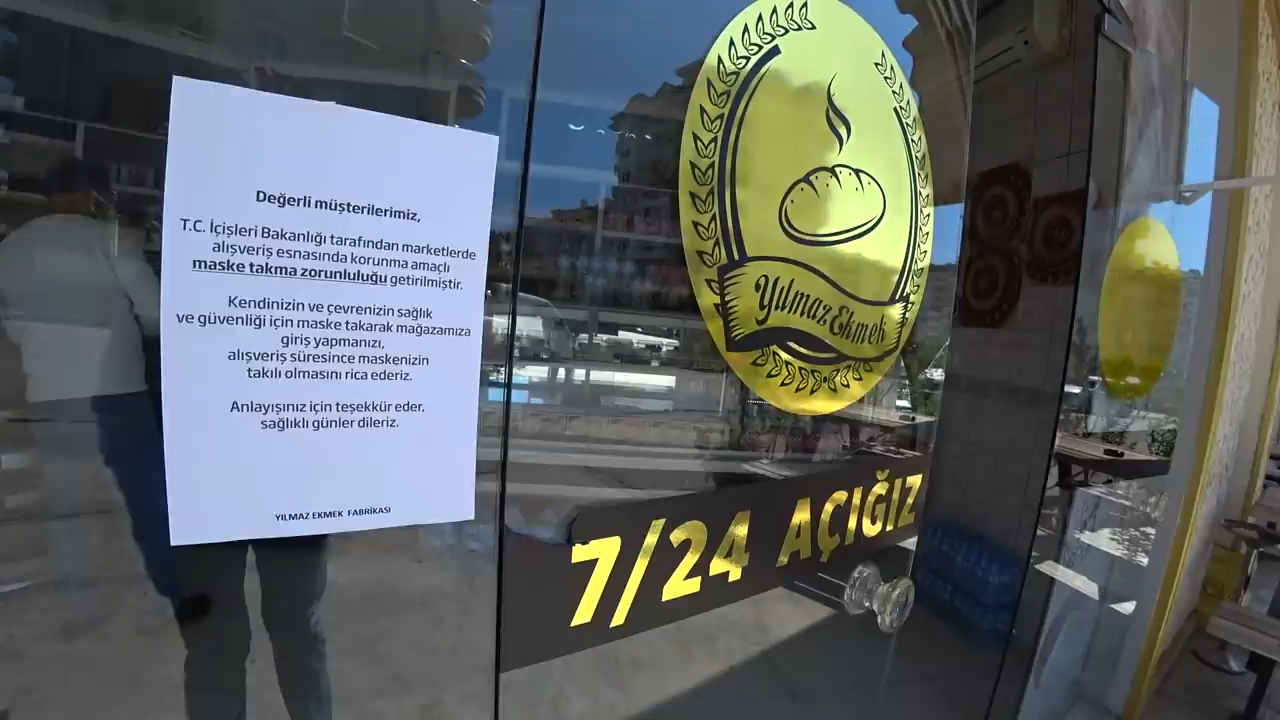 Değerli müşterilerimiz,
T.C. İçişleri Bakanlığı tarafından marketlerde
alışveriş esnasında korunma amaçlı
maske takma zorunluluğu getirilmiştir.
Kendinizin ve çevrenizin sağlık
ve güvenliği için maske takarak mağazamıza
giriş yapmanızı,
alışveriş süresince maskenizin
takılı olmasını rica ederiz.
Anlayışınız için teşekkür eder,
sağlıklı günler dileriz.
YILMAZ EKMEK FABRİKASI
Yılmaz Ekmek
7/24 AÇIĞIZ